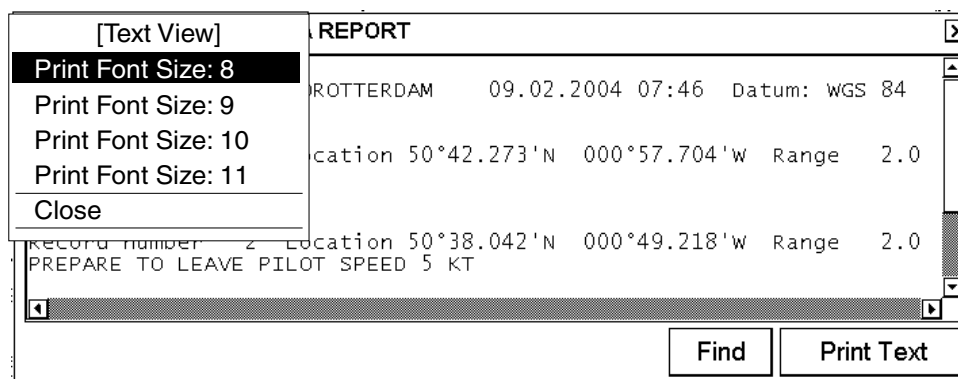 [Text View]
Print Font Size: 8
Print Font Size: 9
Print Font Size: 10
Print Font Size: 11
Close
REPORT
ROTTERDAM 09.02.2004 07:46 Datum: WGS 84
cation 50°42.273'N 000°57.704'W Range 2.0
Record number 2 Location 50°38.042'N 000°49.218'W Range 2.0
PREPARE TO LEAVE PILOT SPEED 5 KT
Find
Print Text